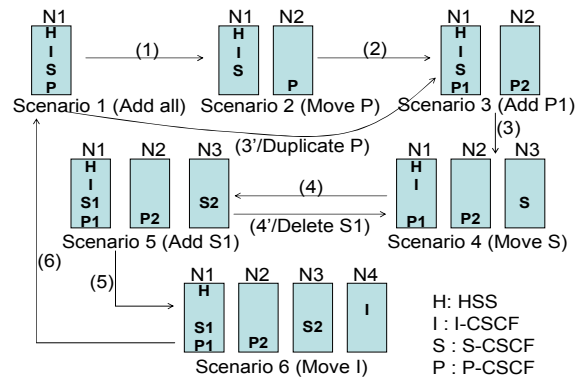 N1
H
I
S
P
Scenario 1 (Add all)
(1)
N1 N2
H
I
S
P
Scenario 2 (Move P)
(2)
N1 N2
H
I
S
P1 P2
Scenario 3 (Add P1)
(3'/Duplicate P)
(3)
N1 N2 N3
H
I
S1 S2
P1 P2
Scenario 5 (Add S1)
(4)
(4'/Delete S1)
N1 N2 N3
H
I
S
P1 P2
Scenario 4 (Move S)
(6)
(5)
N1 N2 N3 N4
H
I
S1 S2
P1 P2
Scenario 6 (Move I)
H: HSS
I : I-CSCF
S : S-CSCF
P : P-CSCF